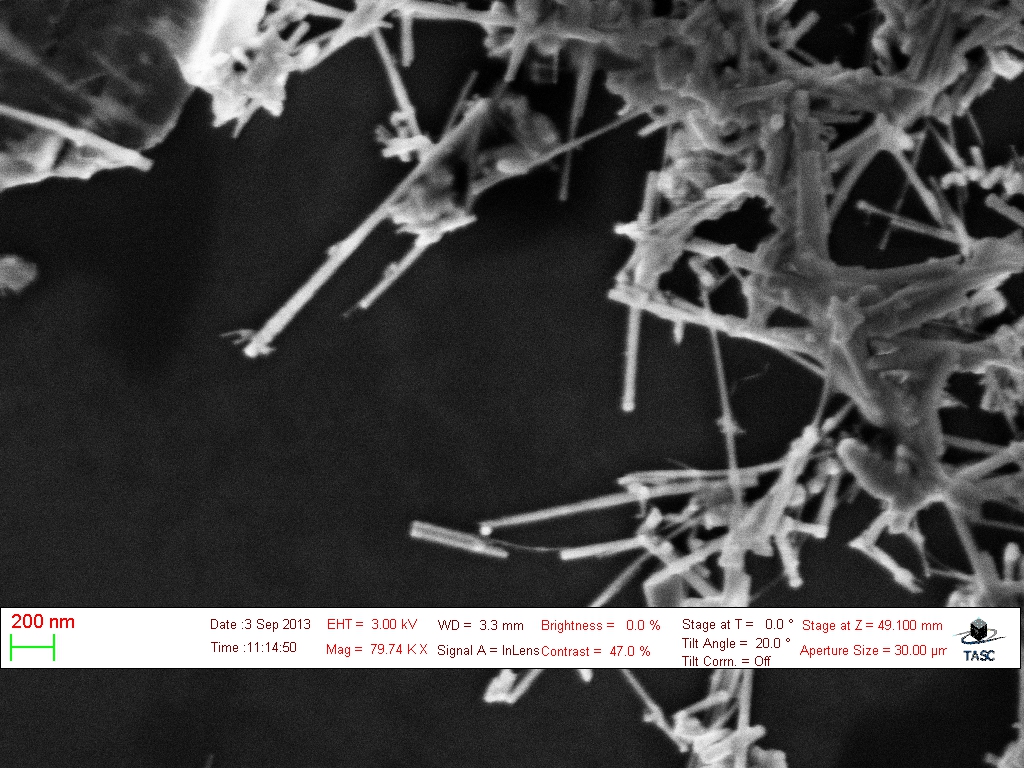 200 nm
Date :3 Sep 2013 EHT = 3.00 kV WD = 3.3 mm Brightness = 0.0 % Stage at T = 0.0 ° Stage at Z = 49.100 mm
Time :11:14:50 Mag = 79.74 K X Signal A = InLens Contrast = 47.0 % Tilt Angle = 20.0 ° Aperture Size = 30.00 µm
Tilt Corrn. = Off
TASC